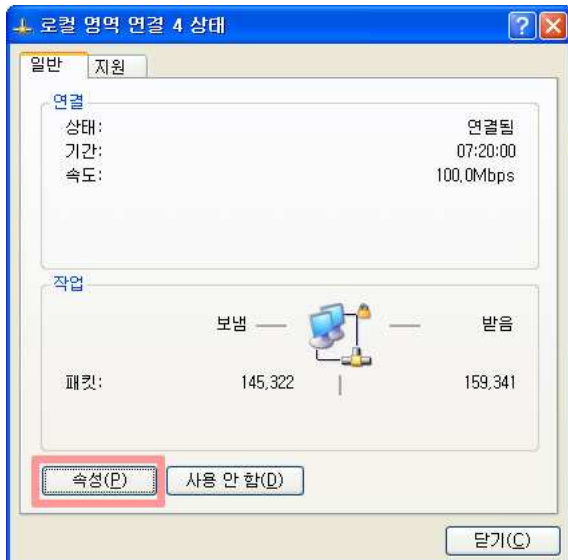 로컬 영역 연결 4 상태
일반 지원
연결
상태: 연결됨
기간: 07:20:00
속도: 100,0Mbps
작업
보냄 받음
패킷: 145,322 159,341
속성(P) 사용 안 함(D)
닫기(C)